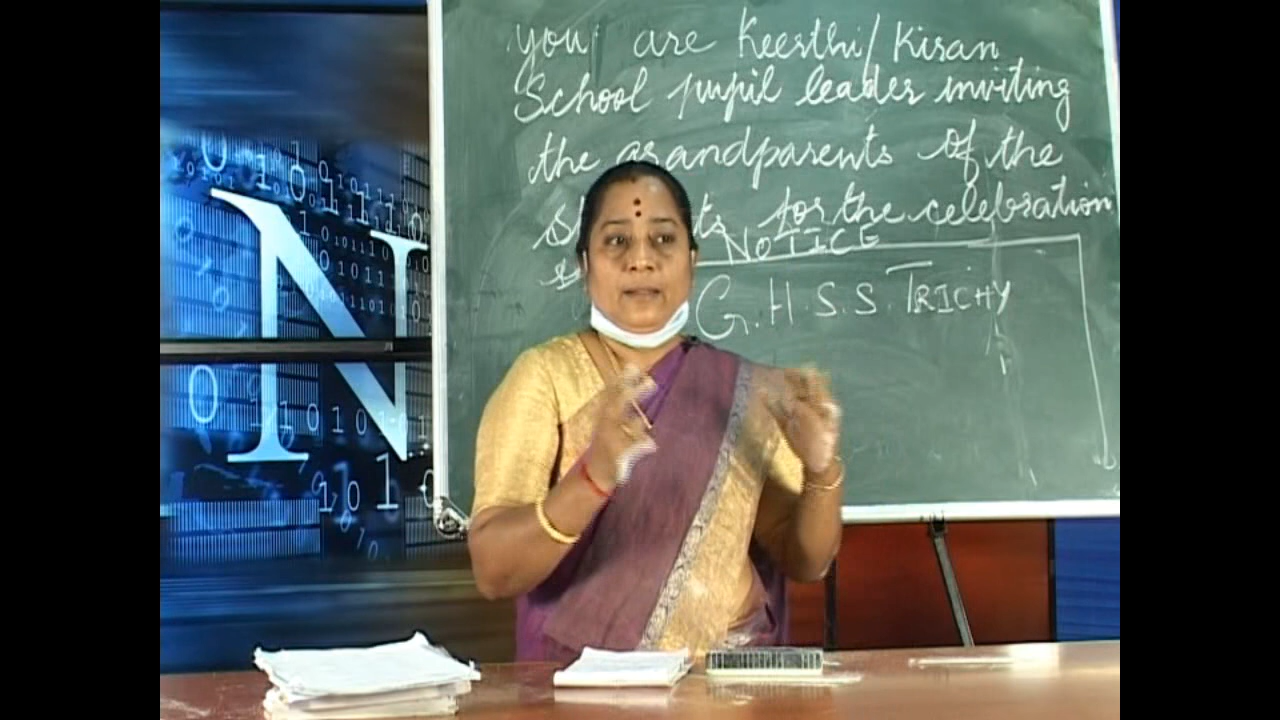 you are Keerthi/Kiran
School pupil leader inviting
the grandparents of the
for the celebration
NOTICE
G.H.S.S. TRICHY
N